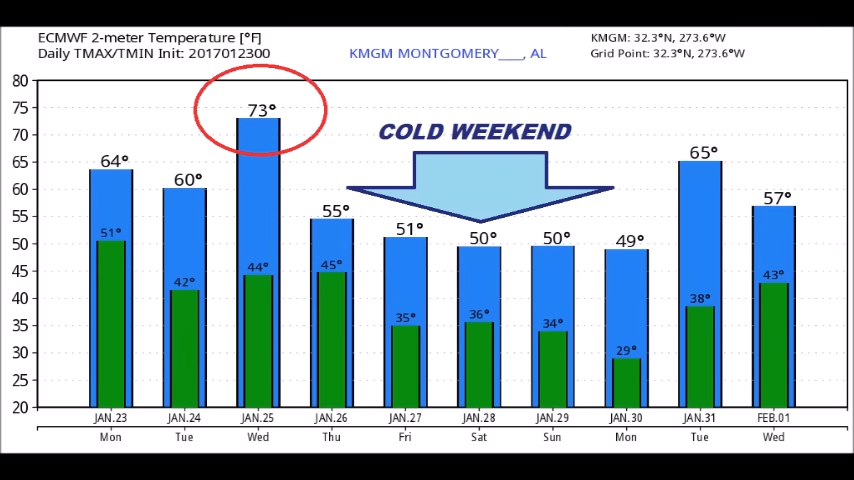 ECMWF 2-meter Temperature [°F]
KMGM: 32.3°N, 273.6°W
Daily TMAX/TMIN Init: 2017012300
KMGM MONTGOMERY____, AL
Grid Point: 32.3°N, 273.6°W
80
75
70
65
60
55
50
45
40
35
30
25
20
COLD WEEKEND
64° 60° 73° 55° 51° 50° 50° 49° 65° 57°
51° 42° 44° 45° 35° 36° 34° 29° 38° 43°
JAN.23 JAN.24 JAN.25 JAN.26 JAN.27 JAN.28 JAN.29 JAN.30 JAN.31 FEB.01
Mon Tue Wed Thu Fri Sat Sun Mon Tue Wed